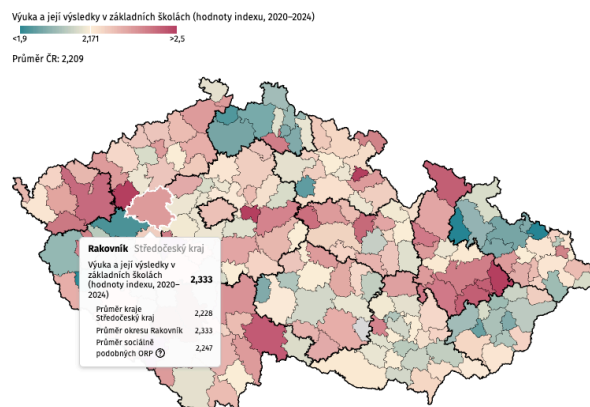 Výuka a její výsledky v základních školách (hodnoty indexu, 2020–2024)
<1,9 2,171 >2,5
Průměr ČR: 2,209
Rakovník Středočeský kraj
Výuka a její výsledky v
základních školách
(hodnoty indexu, 2020–
2024)
2,333
Průměr kraje
Středočeský kraj
2,228
Průměr okresu Rakovník 2,333
Průměr sociálně
podobných ORP ?
2,247